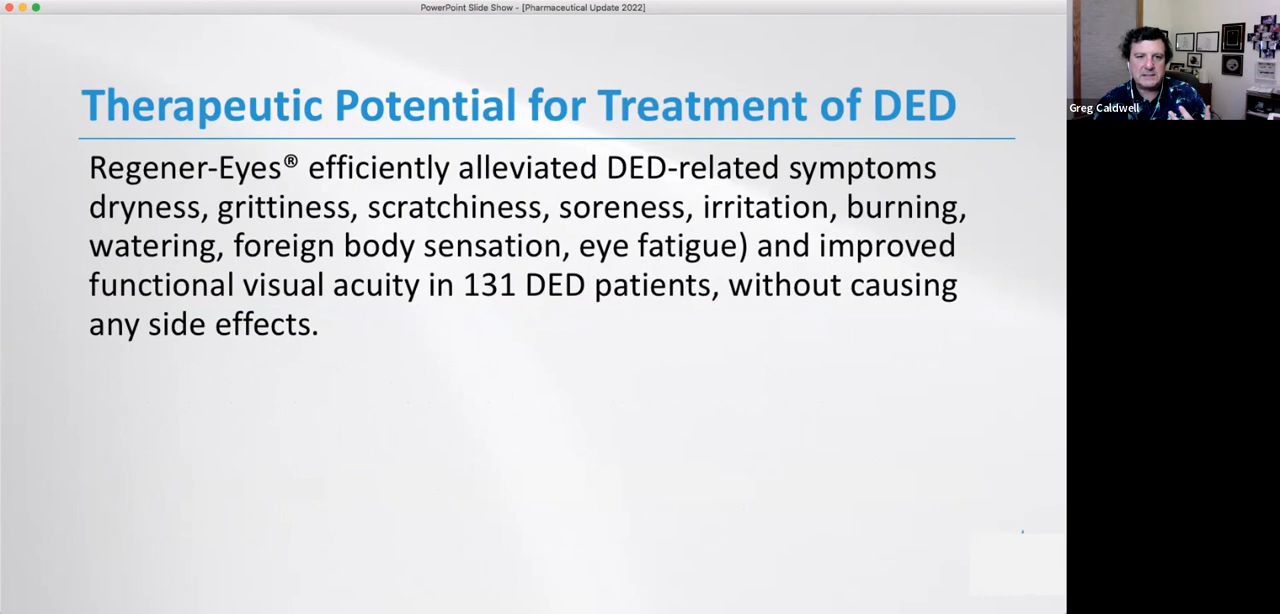 PowerPoint Slide Show - [Pharmaceutical Update 2022]
Therapeutic Potential for Treatment of DED
Regener-Eyes® efficiently alleviated DED-related symptoms
dryness, grittiness, scratchiness, soreness, irritation, burning,
watering, foreign body sensation, eye fatigue) and improved
functional visual acuity in 131 DED patients, without causing
any side effects.
Greg Caldwell